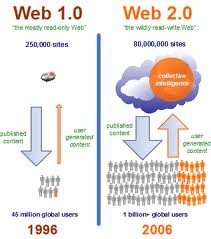 Web 1.0
"the mostly read-only Web"
250,000 sites
published
content
user
generated
content
1996
45 million global users
Web 2.0
"the wildly read-write Web"
80,000,000 sites
collective
intelligence
published
content
user
generated
content
2006
1 billion+ global users